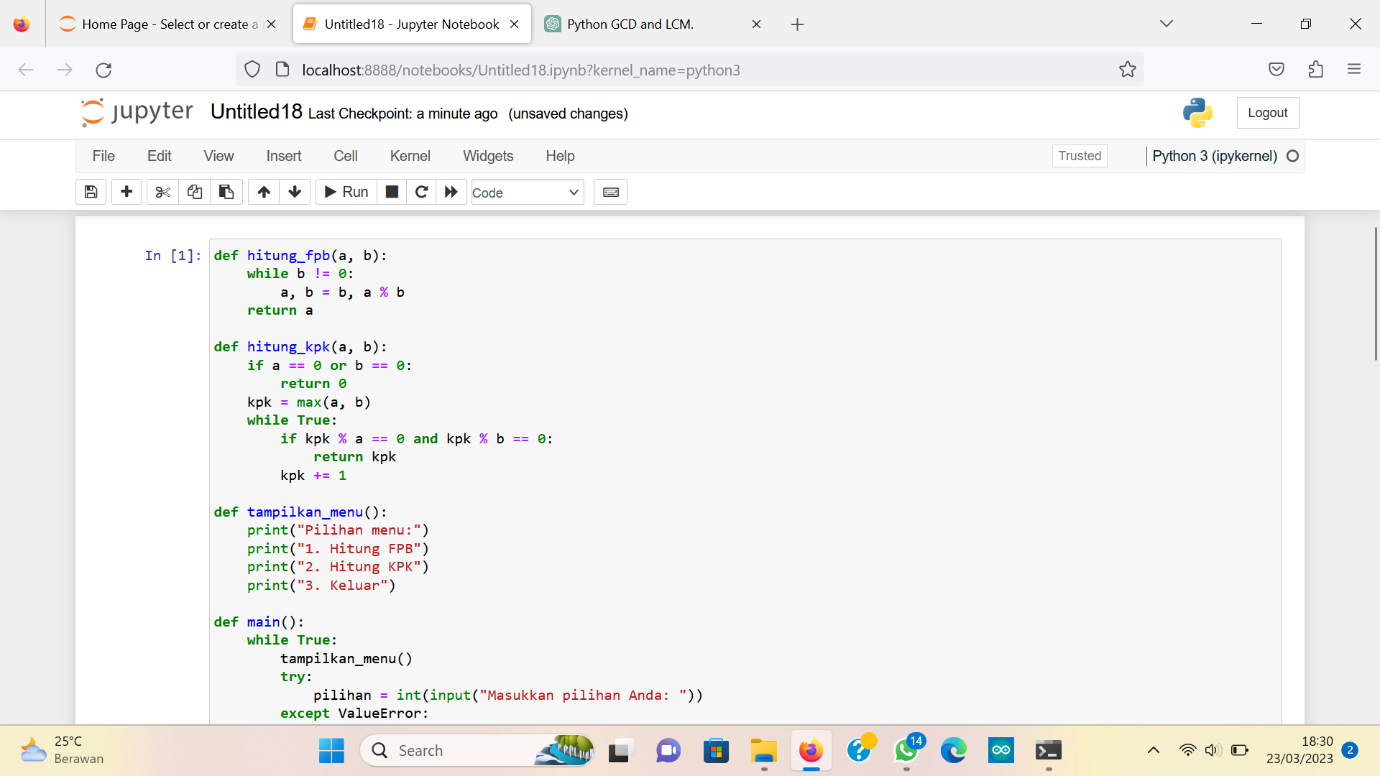 Home Page - Select or create a
Untitled18 - Jupyter Notebook
Python GCD and LCM.
localhost:8888/notebooks/Untitled18.ipynb?kernel_name=python3
jupyter Untitled18 Last Checkpoint: a minute ago (unsaved changes)
Logout
File Edit View Insert Cell Kernel Widgets Help
Trusted
Python 3 (ipykernel)
Run
Code
In [1]:
def hitung_fpb(a, b):
    while b != 0:
        a, b = b, a % b
    return a

def hitung_kpk(a, b):
    if a == 0 or b == 0:
        return 0
    kpk = max(a, b)
    while True:
        if kpk % a == 0 and kpk % b == 0:
            return kpk
        kpk += 1

def tampilkan_menu():
    print("Pilihan menu:")
    print("1. Hitung FPB")
    print("2. Hitung KPK")
    print("3. Keluar")

def main():
    while True:
        tampilkan_menu()
        try:
            pilihan = int(input("Masukkan pilihan Anda: "))
        except ValueError:
25°C
Berawan
Search
14
18:30
23/03/2023
2